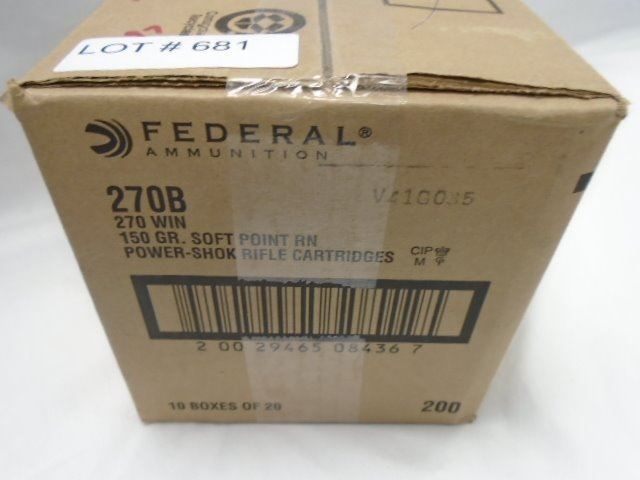 LOT # 681
FEDERAL®
AMMUNITION
270B
270 WIN
150 GR. SOFT POINT RN
POWER-SHOK RIFLE CARTRIDGES
CIP
M
2 00 29465 08436 7
10 BOXES OF 20
200